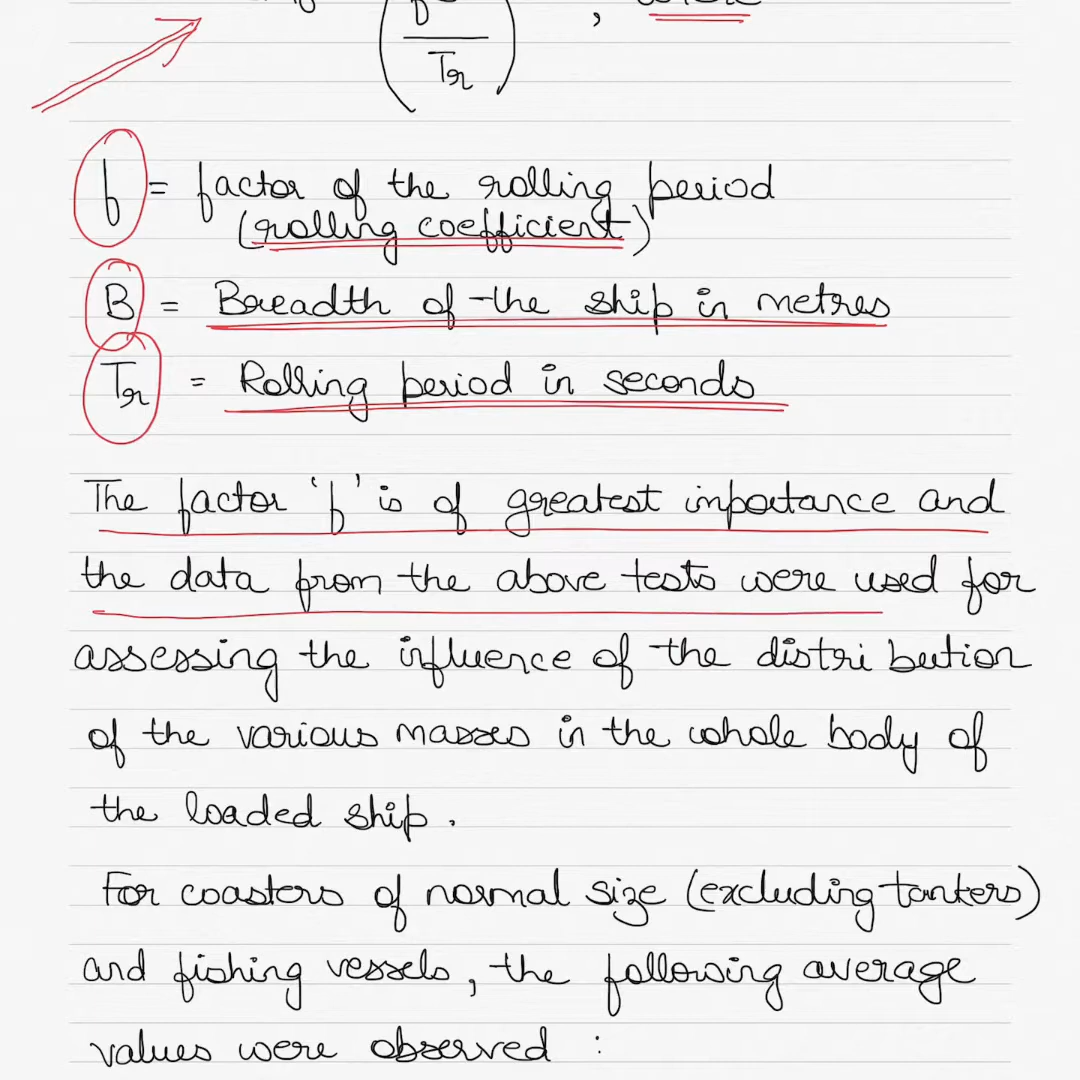 Tr
f = factor of the rolling period
(rolling coefficient)
B = Breadth of the ship in metres
Tr = Rolling period in seconds
The factor 'f' is of greatest importance and
the data from the above tests were used for
assessing the influence of the distribution
of the various masses in the whole body of
the loaded ship.
For coasters of normal size (excluding tankers)
and fishing vessels, the following average
values were observed :